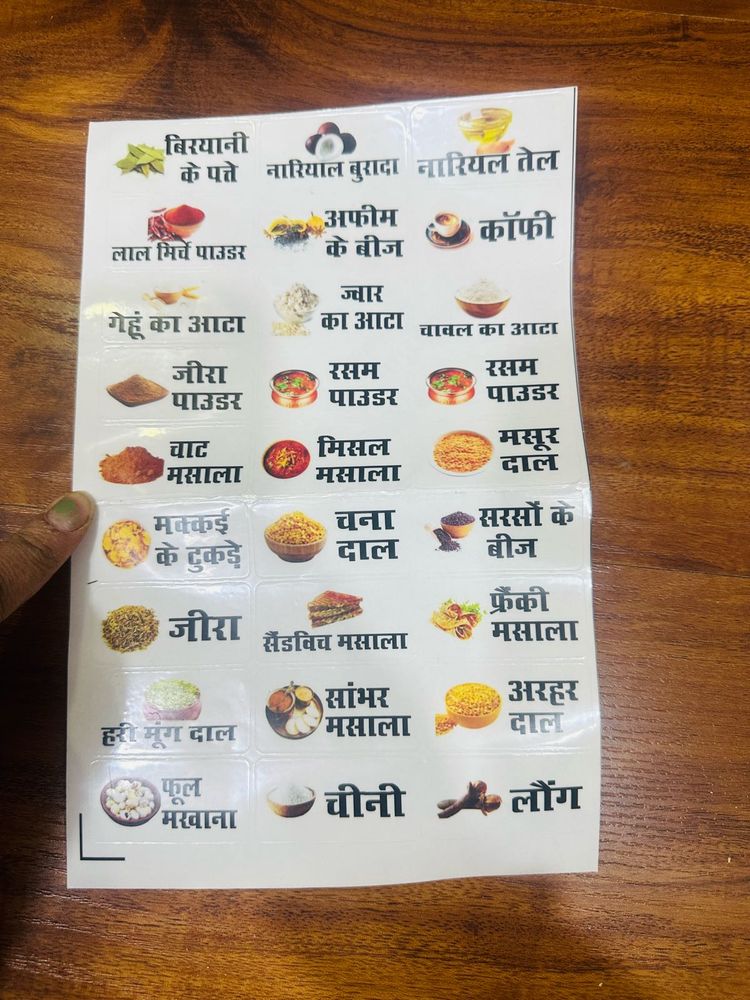 बिरयानी
के पत्ते
नारियाल बुरादा
नारियल तेल
लाल मिर्च पाउडर
अफीम
के बीज
कॉफी
गेहूं का आटा
ज्वार
का आटा
चावल का आटा
जीरा
पाउडर
रसम
पाउडर
रसम
पाउडर
चाट
मसाला
मिसल
मसाला
मसूर
दाल
मक्कई
के टुकड़े
चना
दाल
सरसों के
बीज
जीरा
सैंडविच मसाला
फ्रैंकी
मसाला
हरी मूंग दाल
सांभर
मसाला
अरहर
दाल
फूल
मखाना
चीनी
लौंग